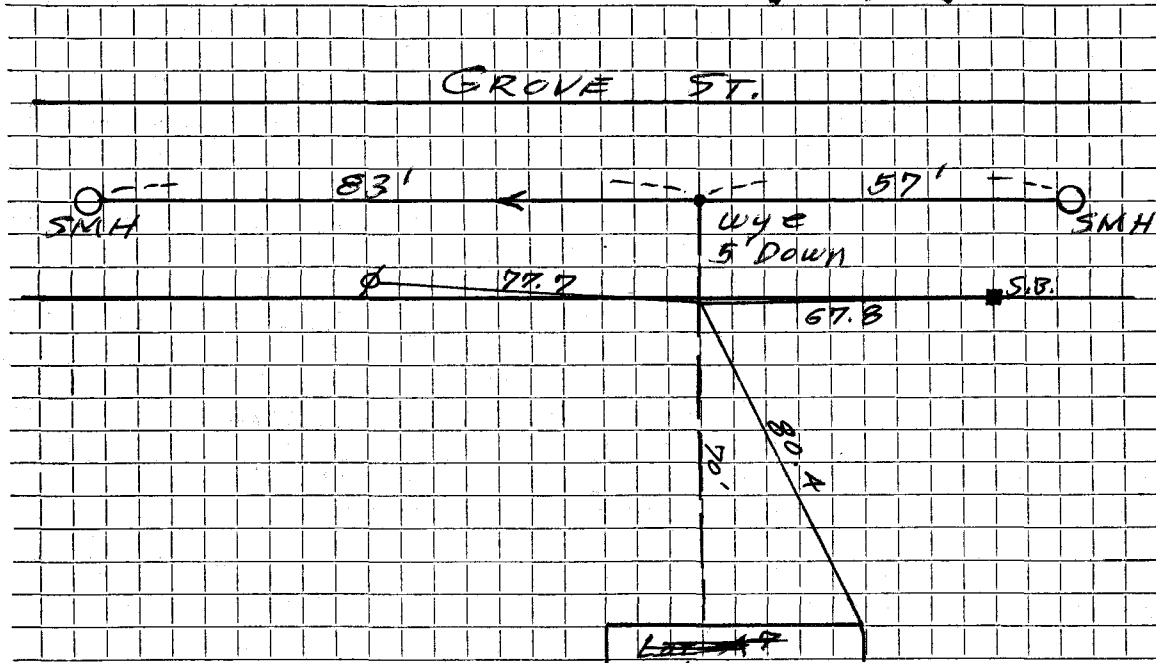 GROVE ST.
83' 57'
SMH SMH
Wye
5' Down
77.7 S.B.
67.8
80.4
70'